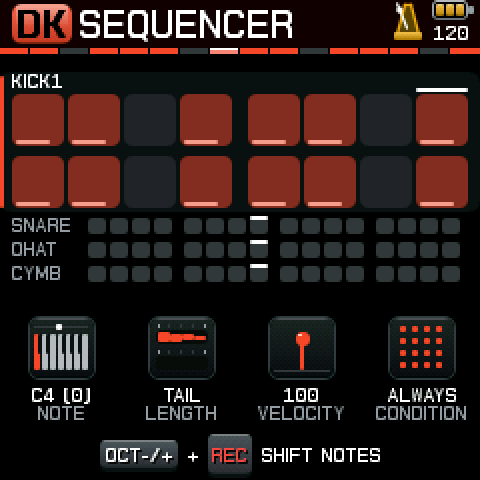 DK SEQUENCER
120
KICK1
SNARE
OHAT
CYMB
C4 [0] TAIL 100 ALWAYS
NOTE LENGTH VELOCITY CONDITION
OCT-/+ + REC SHIFT NOTES